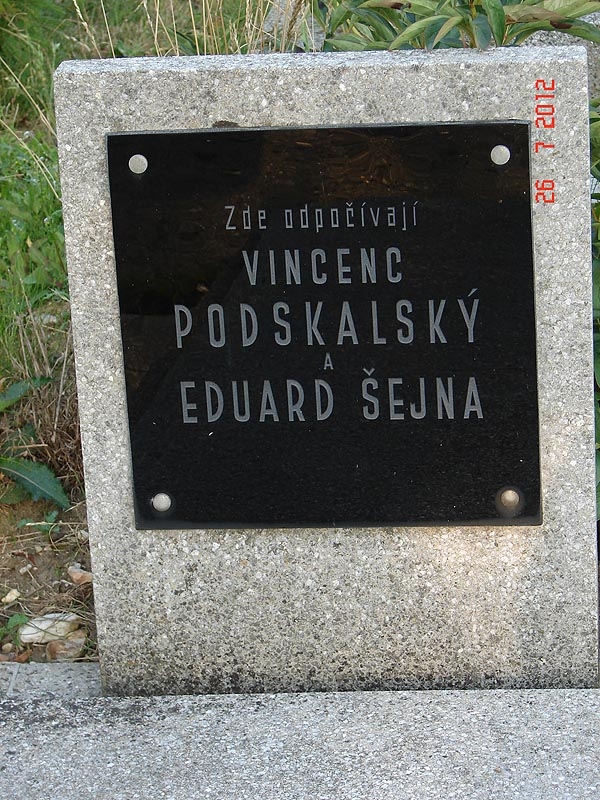 Zde odpočívají
VINCENC
PODSKALSKÝ
A
EDUARD ŠEJNA
26 7 2012